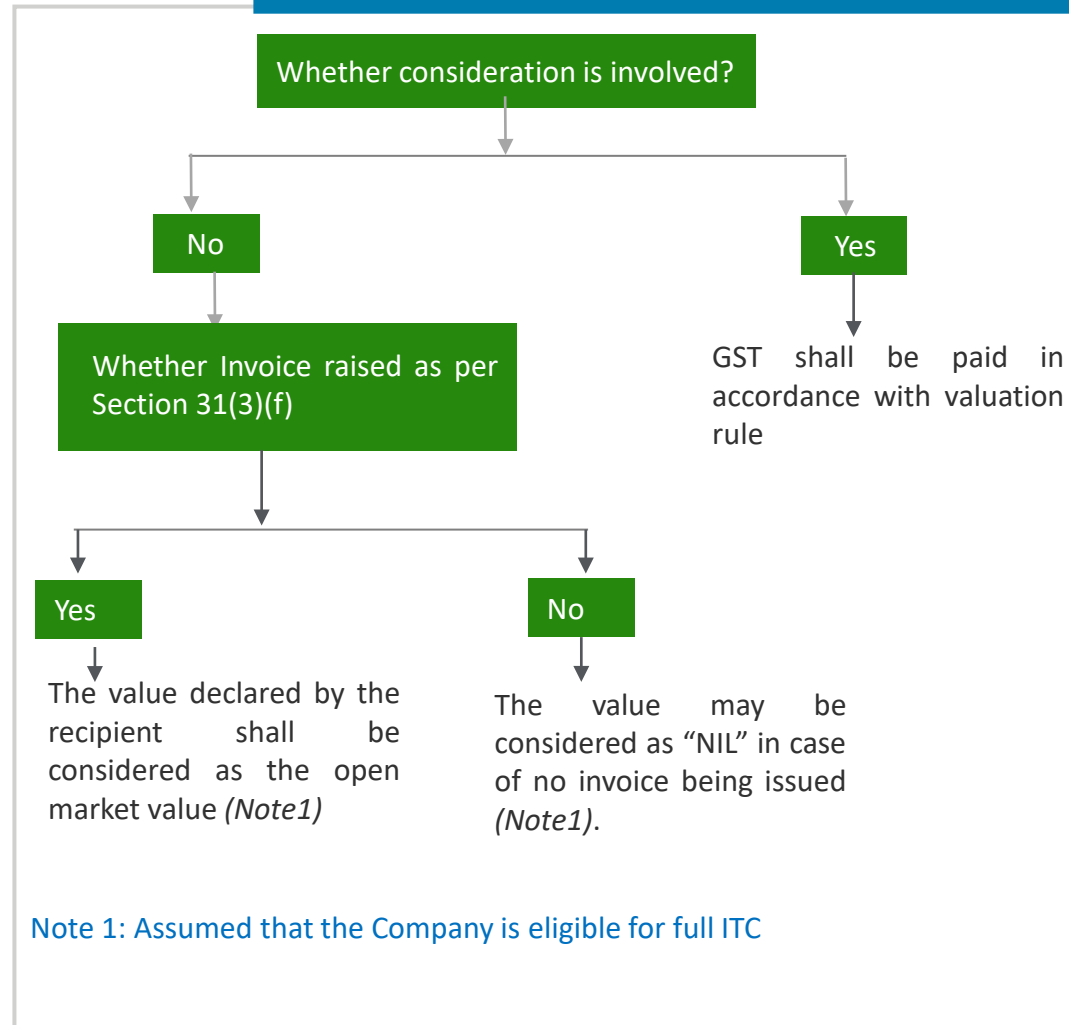 Whether consideration is involved?
No
Yes
Whether Invoice raised as per
Section 31(3)(f)
GST shall be paid in
accordance with valuation
rule
Yes
No
The value declared by the
recipient shall be
considered as the open
market value (Note1)
The value may be
considered as “NIL” in case
of no invoice being issued
(Note1).
Note 1: Assumed that the Company is eligible for full ITC